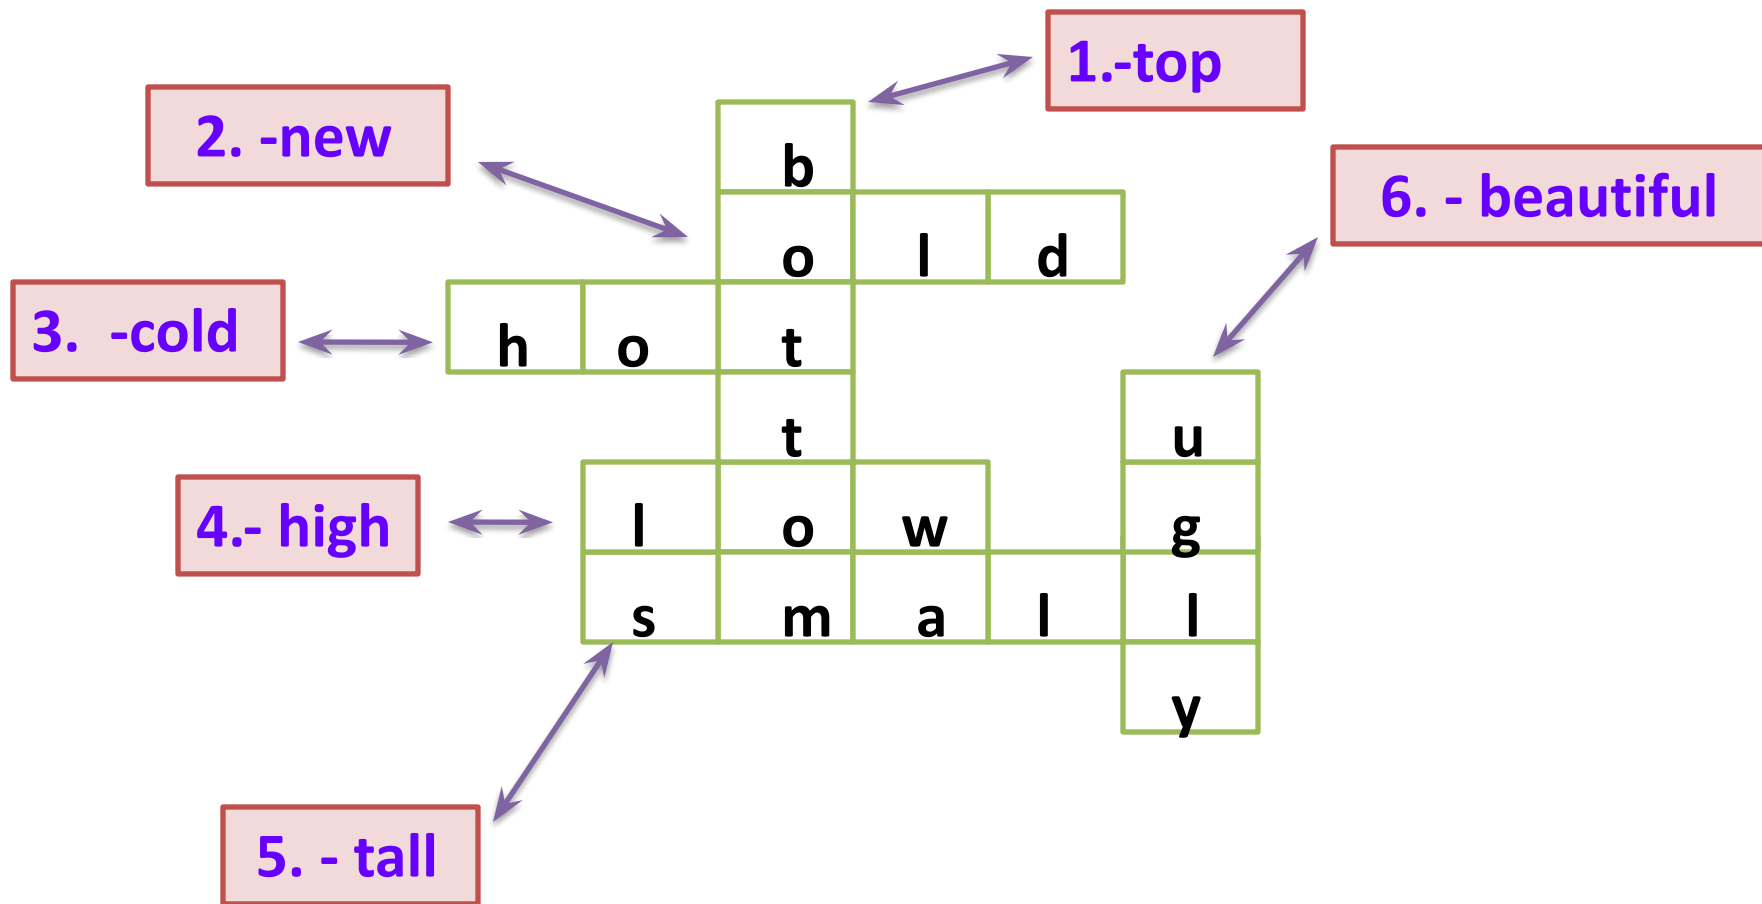 1.-top
2. -new
b
6. - beautiful
o l d
3.  -cold
h o t
t u
4.- high
l o w g
s m a l l
y
5. - tall